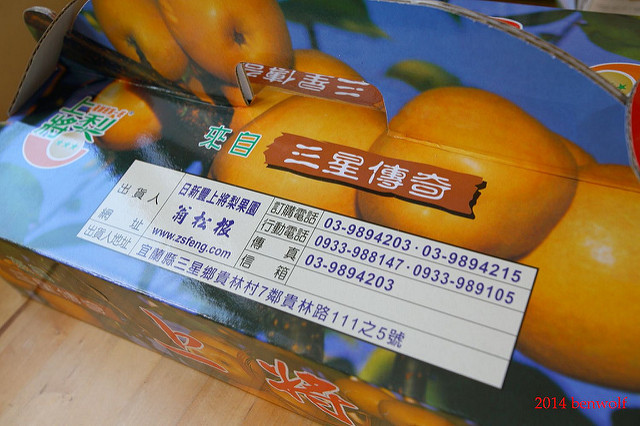 三星傳奇
上將梨
來自 三星傳奇
出貨人 日新豐上將梨果園 訂購電話 03-9894203・03-9894215
翁松根 行動電話 0933-988147・0933-989105
網址 www.zsfeng.com 傳真 03-9894203
信箱
出貨人地址 宜蘭縣三星鄉貴林村7鄰貴林路111之5號
上將
2014 beruwolf